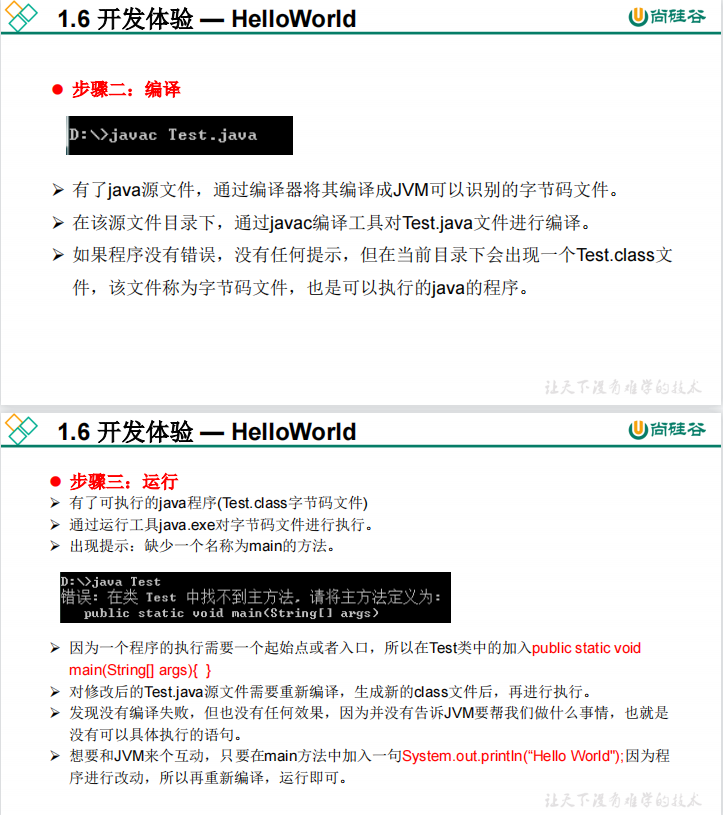 1.6 开发体验 — HelloWorld
尚硅谷
步骤二：编译
D:\>javac Test.java
有了java源文件，通过编译器将其编译成JVM可以识别的字节码文件。
在该源文件目录下，通过javac编译工具对Test.java文件进行编译。
如果程序没有错误，没有任何提示，但在当前目录下会出现一个Test.class文
件，该文件称为字节码文件，也是可以执行的java的程序。
让天下没有难学的技术
1.6 开发体验 — HelloWorld
尚硅谷
步骤三：运行
有了可执行的java程序(Test.class字节码文件)
通过运行工具java.exe对字节码文件进行执行。
出现提示：缺少一个名称为main的方法。
D:\>java Test
错误: 在类 Test 中找不到主方法, 请将主方法定义为:
public static void main(String[] args)
因为一个程序的执行需要一个起始点或者入口，所以在Test类中的加入public static void
main(String[] args){ }
对修改后的Test.java源文件需要重新编译，生成新的class文件后，再进行执行。
发现没有编译失败，但也没有任何效果，因为并没有告诉JVM要帮我们做什么事情，也就是
没有可以具体执行的语句。
想要和JVM来个互动，只要在main方法中加入一句System.out.println(“Hello World");因为程
序进行改动，所以再重新编译，运行即可。
让天下没有难学的技术